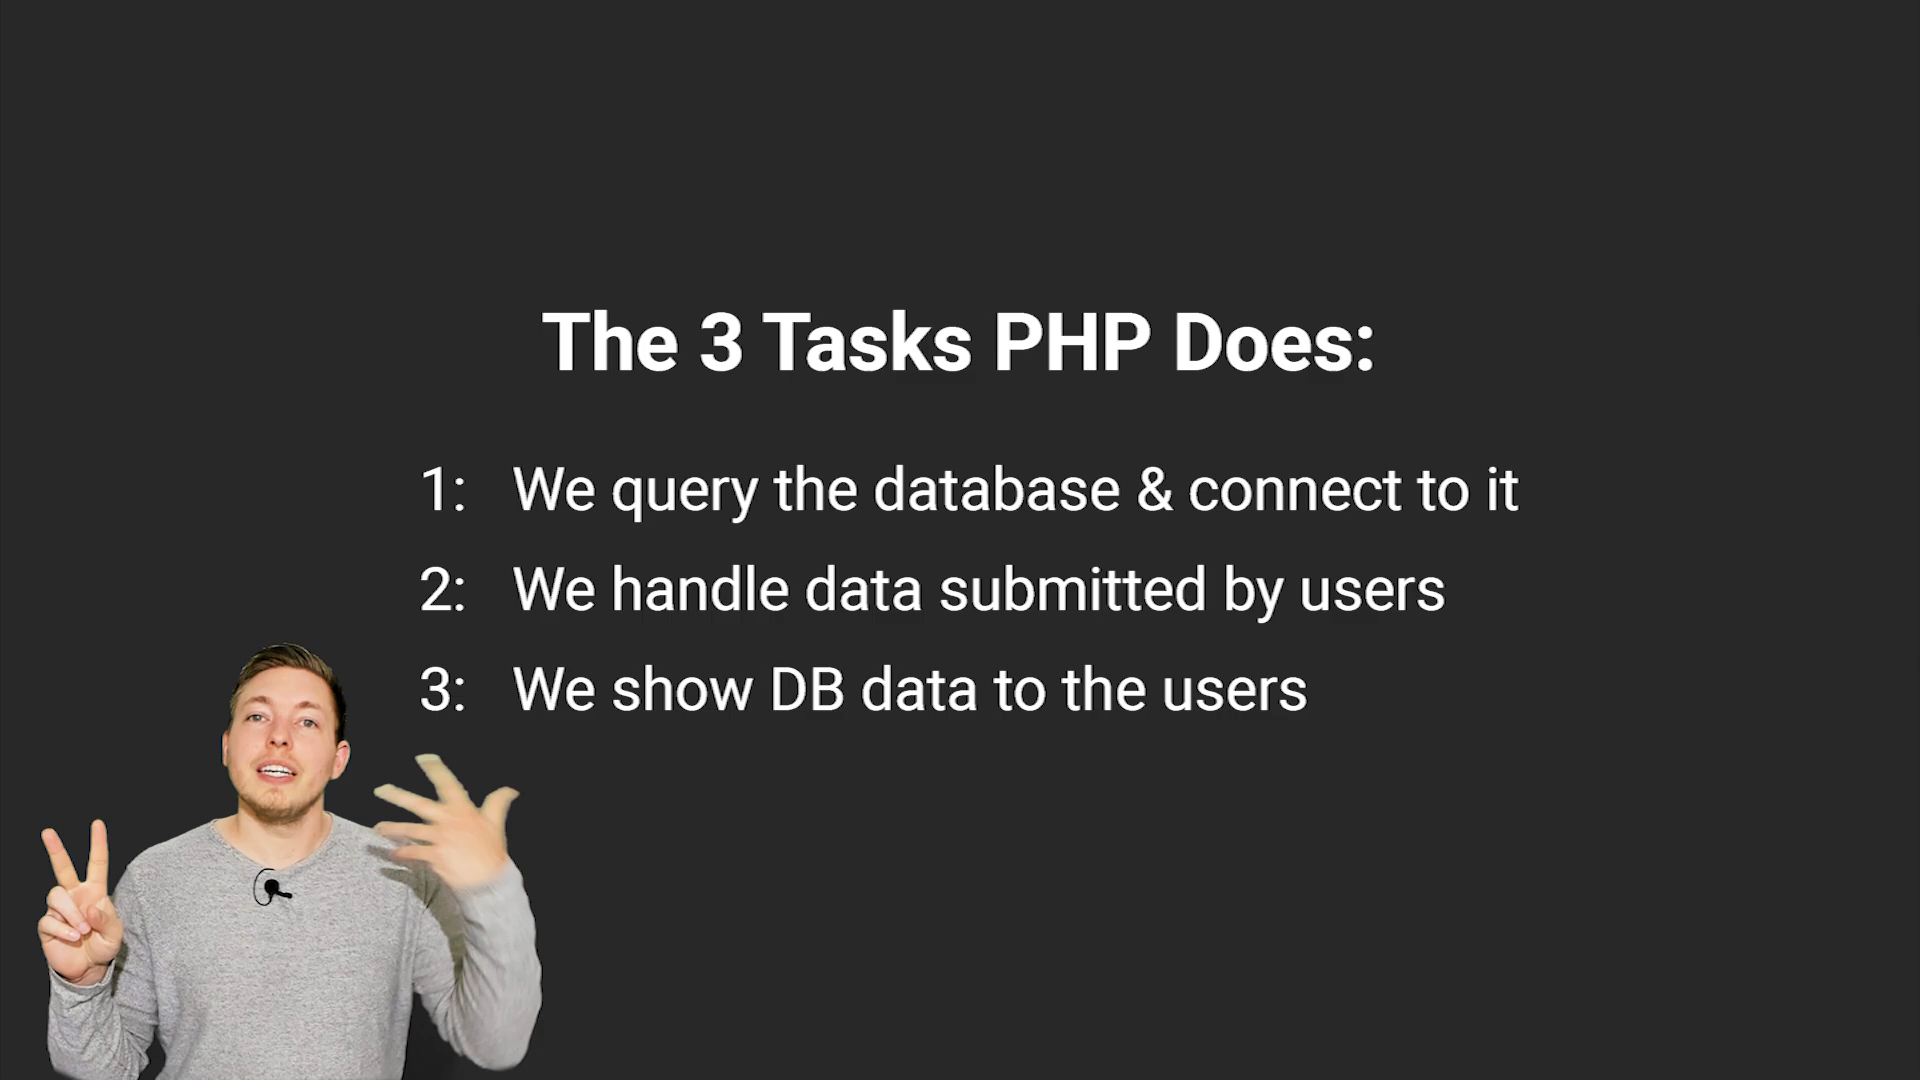 The 3 Tasks PHP Does:
1: We query the database & connect to it
2: We handle data submitted by users
3: We show DB data to the users